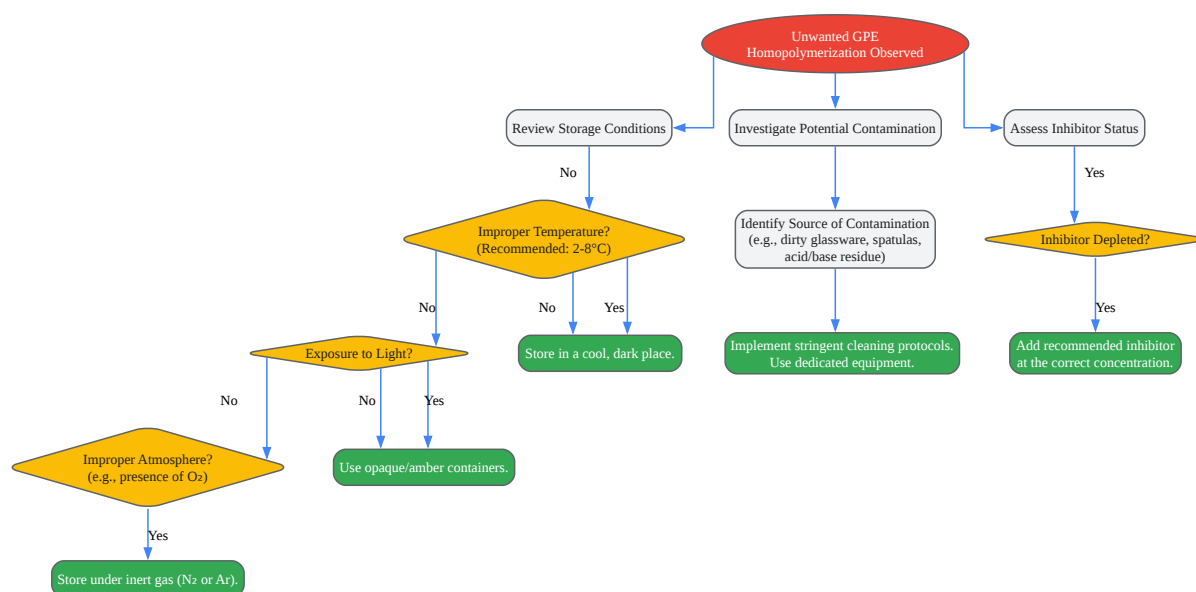 Unwanted GPE
Homopolymerization Observed
Review Storage Conditions
Investigate Potential Contamination
Assess Inhibitor Status
No
Yes
Improper Temperature?
(Recommended: 2-8°C)
Identify Source of Contamination
(e.g., dirty glassware, spatulas,
acid/base residue)
Inhibitor Depleted?
No
No
Yes
Yes
Exposure to Light?
Store in a cool, dark place.
Implement stringent cleaning protocols.
Use dedicated equipment.
Add recommended inhibitor
at the correct concentration.
No
No
Yes
Improper Atmosphere?
(e.g., presence of O₂)
Use opaque/amber containers.
Yes
Store under inert gas (N₂ or Ar).